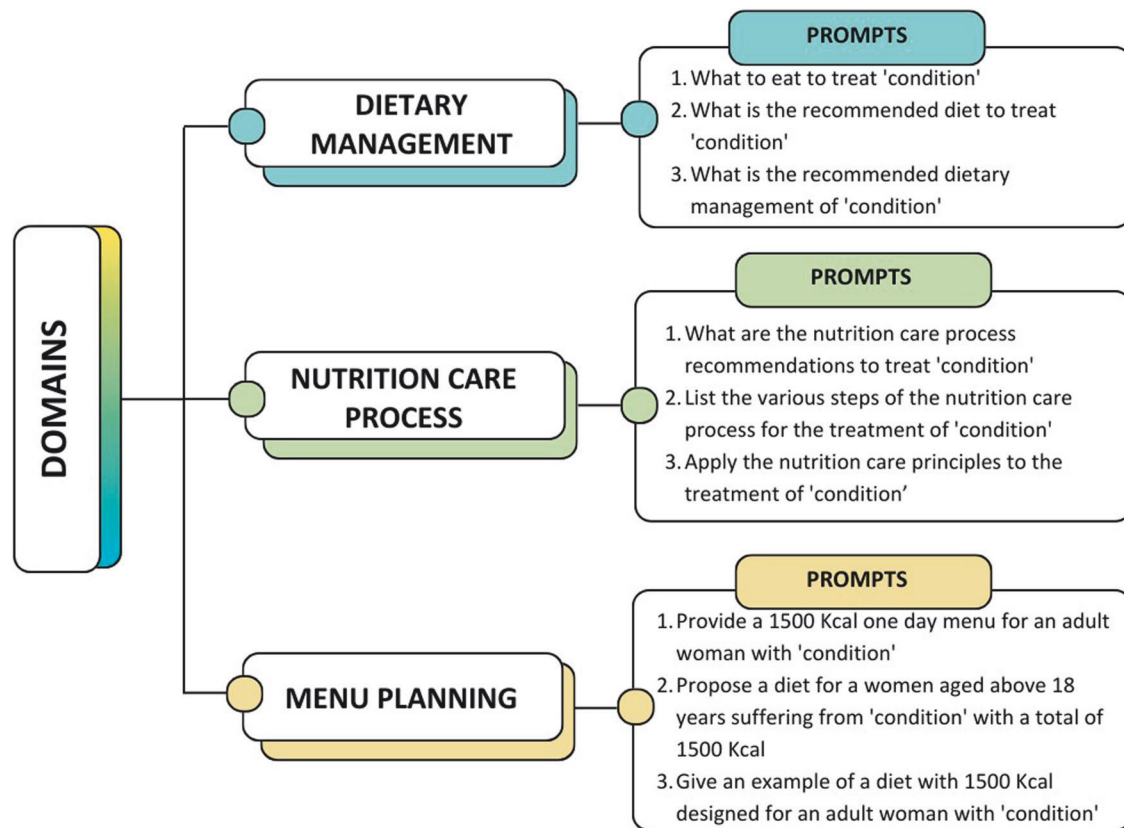 DOMAINS
DIETARY
MANAGEMENT
PROMPTS
1. What to eat to treat 'condition'
2. What is the recommended diet to treat
'condition'
3. What is the recommended dietary
management of 'condition'
NUTRITION CARE
PROCESS
PROMPTS
1. What are the nutrition care process
recommendations to treat 'condition'
2. List the various steps of the nutrition care
process for the treatment of 'condition'
3. Apply the nutrition care principles to the
treatment of 'condition’
MENU PLANNING
PROMPTS
1. Provide a 1500 Kcal one day menu for an adult
woman with 'condition'
2. Propose a diet for a women aged above 18
years suffering from 'condition' with a total of
1500 Kcal
3. Give an example of a diet with 1500 Kcal
designed for an adult woman with 'condition'